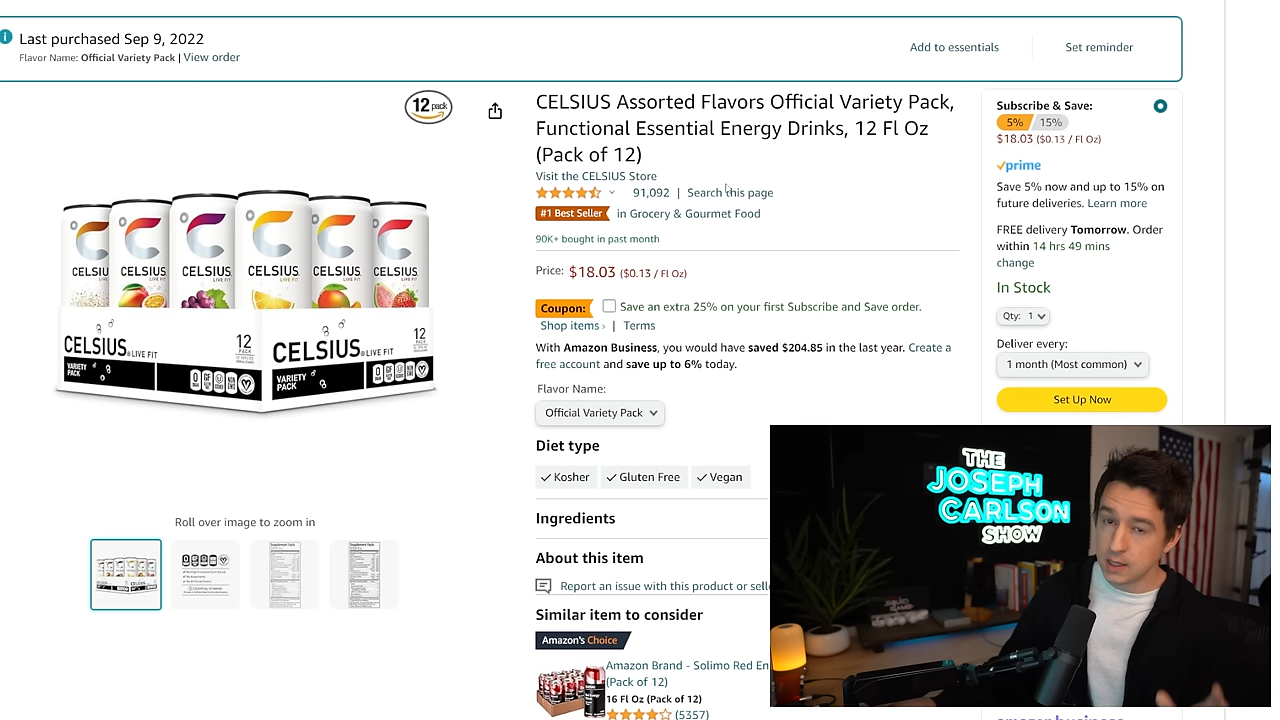 Last purchased Sep 9, 2022
Flavor Name: Official Variety Pack | View order
Add to essentials
Set reminder
12 pack
CELSIUS Assorted Flavors Official Variety Pack,
Functional Essential Energy Drinks, 12 Fl Oz
(Pack of 12)
Visit the CELSIUS Store
91,092 | Search this page
#1 Best Seller in Grocery & Gourmet Food
90K+ bought in past month
Price: $18.03 ($0.13 / Fl Oz)
Coupon: Save an extra 25% on your first Subscribe and Save order.
Shop items › | Terms
With Amazon Business, you would have saved $204.85 in the last year. Create a
free account and save up to 6% today.
Flavor Name:
Official Variety Pack
Diet type
Kosher
Gluten Free
Vegan
Ingredients
About this item
Report an issue with this product or selle
Similar item to consider
Amazon's Choice
Amazon Brand - Solimo Red En
(Pack of 12)
16 Fl Oz (Pack of 12)
(5357)
Subscribe & Save:
5% 15%
$18.03 ($0.13 / Fl Oz)
prime
Save 5% now and up to 15% on
future deliveries. Learn more
FREE delivery Tomorrow. Order
within 14 hrs 49 mins
change
In Stock
Qty: 1
Deliver every:
1 month (Most common)
Set Up Now
CELSIUS
CELSIUS
LIVE FIT
CELSIUS
LIVE FIT
CELSIUS
LIVE FIT
CELSIUS
LIVE FIT
CELSIUS
LIVE FIT
CELSIUS LIVE FIT
12
PACK
VARIETY
PACK
CELSIUS LIVE FIT
12
PACK
VARIETY
PACK
Roll over image to zoom in
THE
JOSEPH
CARLSON
SHOW